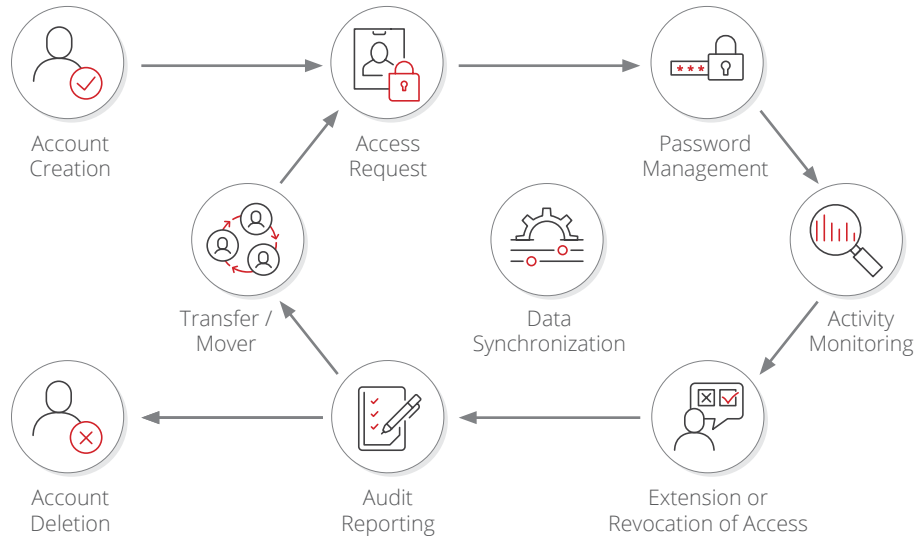 Account
Creation
Access
Request
Password
Management
Transfer /
Mover
Data
Synchronization
Activity
Monitoring
Account
Deletion
Audit
Reporting
Extension or
Revocation of Access